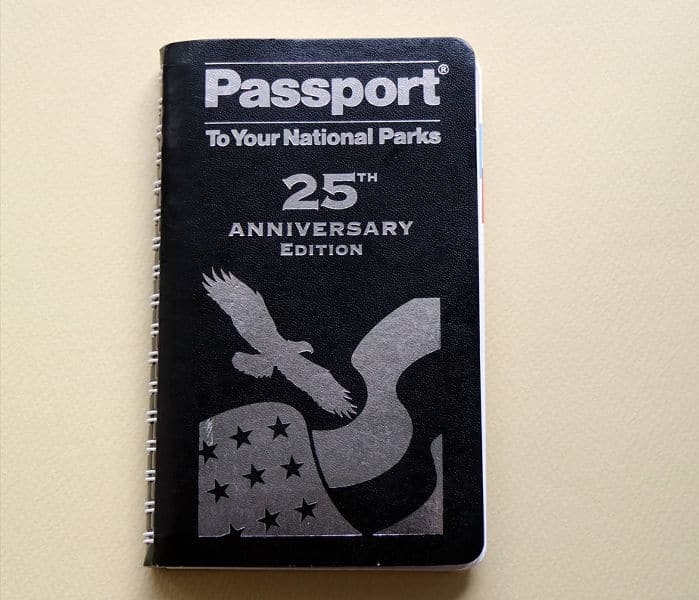 Passport®
To Your National Parks
25TH
ANNIVERSARY
EDITION